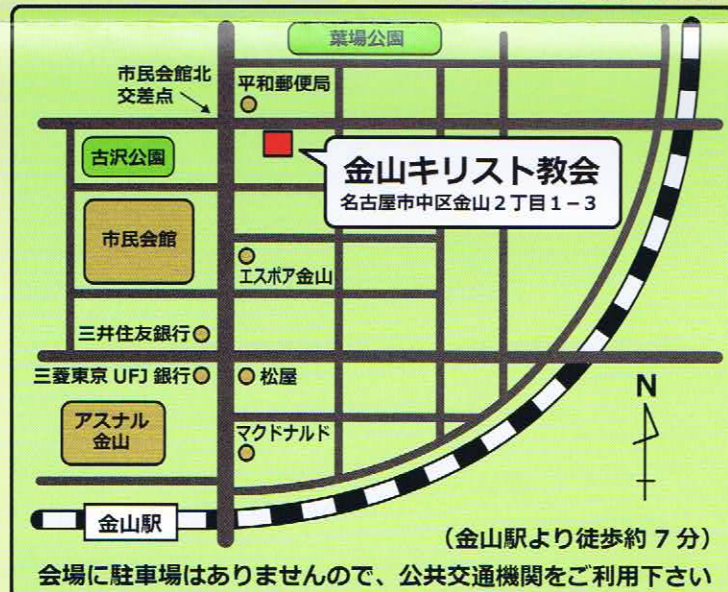 葉場公園
市民会館北
交差点
平和郵便局
古沢公園
金山キリスト教会
名古屋市中区金山2丁目1-3
市民会館
エスポア金山
三井住友銀行
三菱東京 UFJ 銀行
松屋
N
アスナル
金山
マクドナルド
金山駅
(金山駅より徒歩約 7 分)
会場に駐車場はありませんので、公共交通機関をご利用下さい